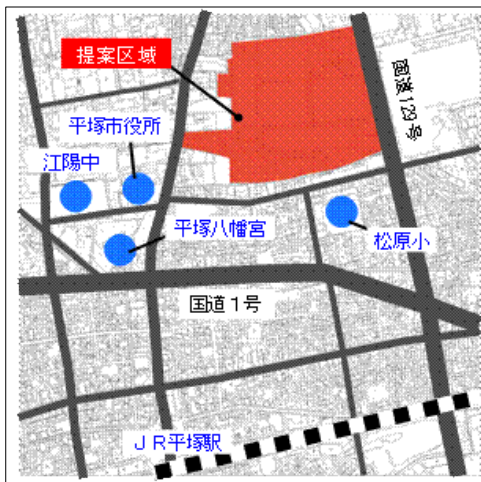 提案区域
国道129号
平塚市役所
江陽中
平塚八幡宮
松原小
国道1号
JR平塚駅